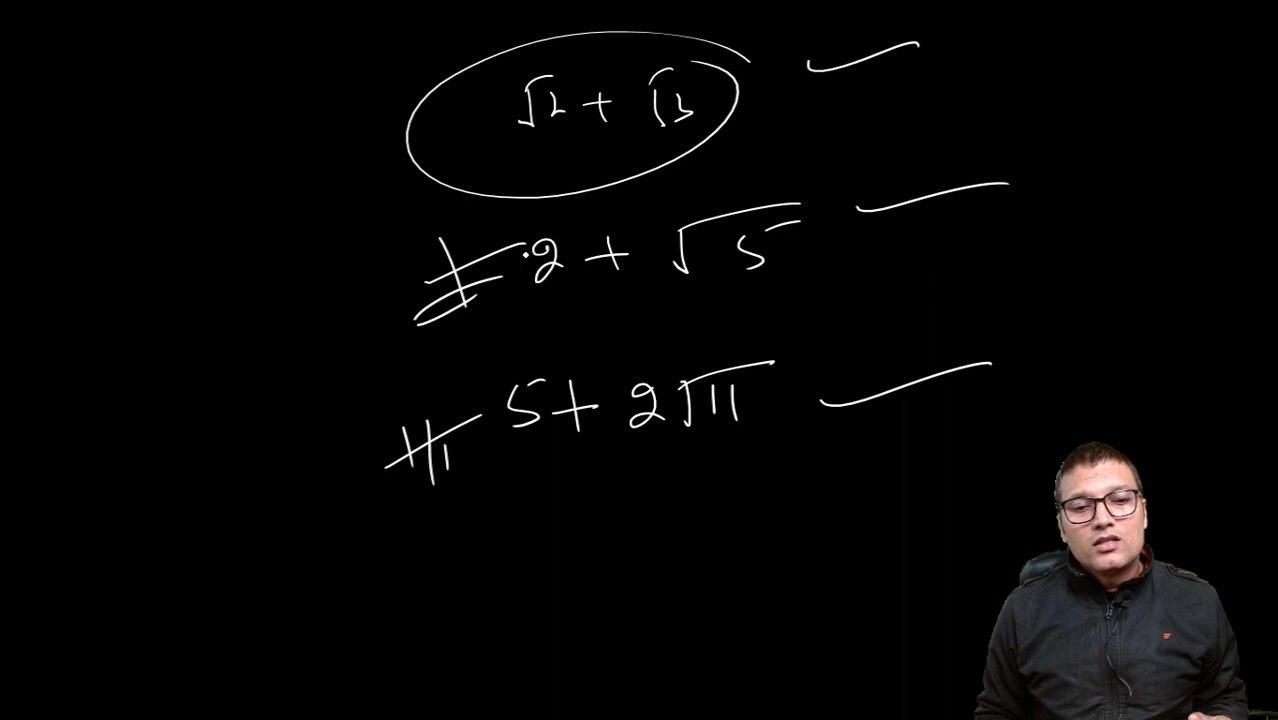 √2 + √3
2 + √5
5 + 2√11